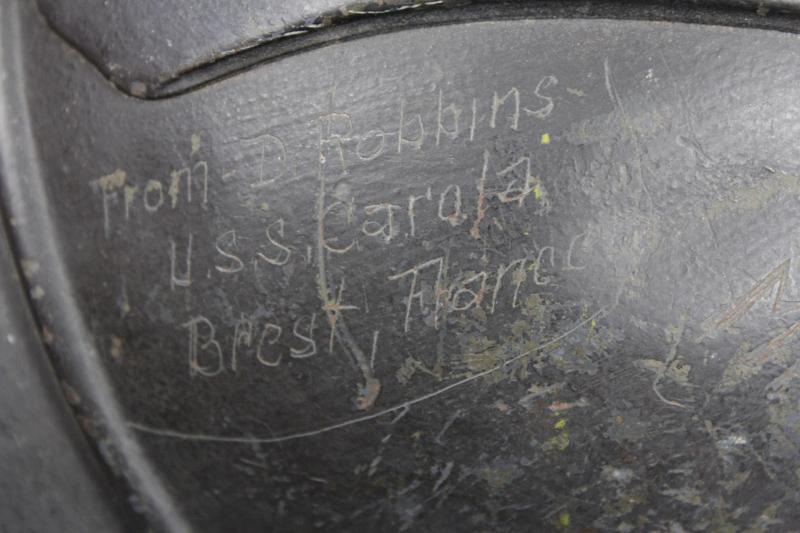 From - D. Robbins
U.S.S. Carola
Brest, France